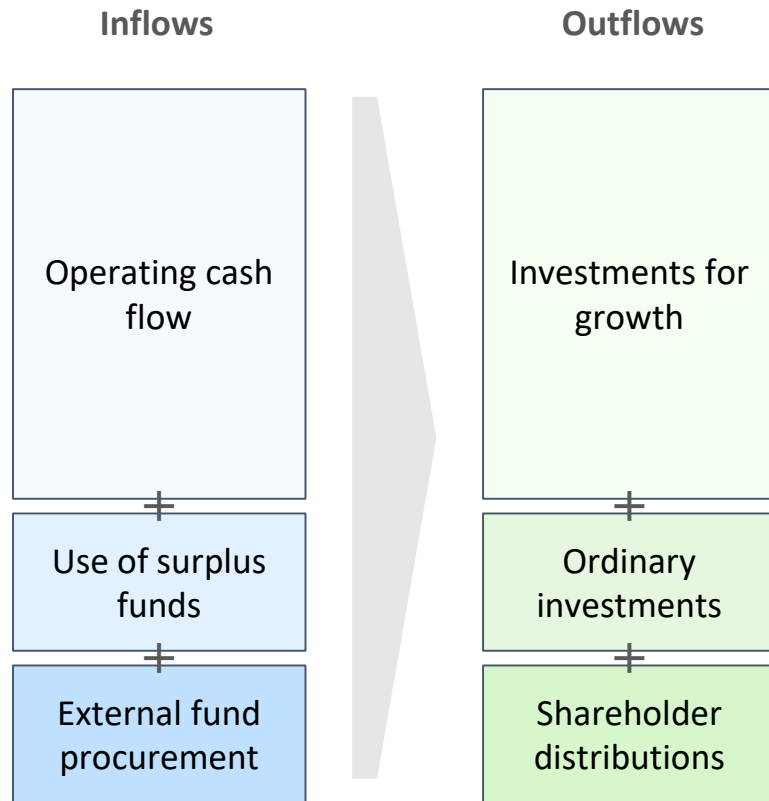 Inflows
Outflows
Operating cash
flow
Investments for
growth
+
+
Use of surplus
funds
Ordinary
investments
+
+
External fund
procurement
Shareholder
distributions